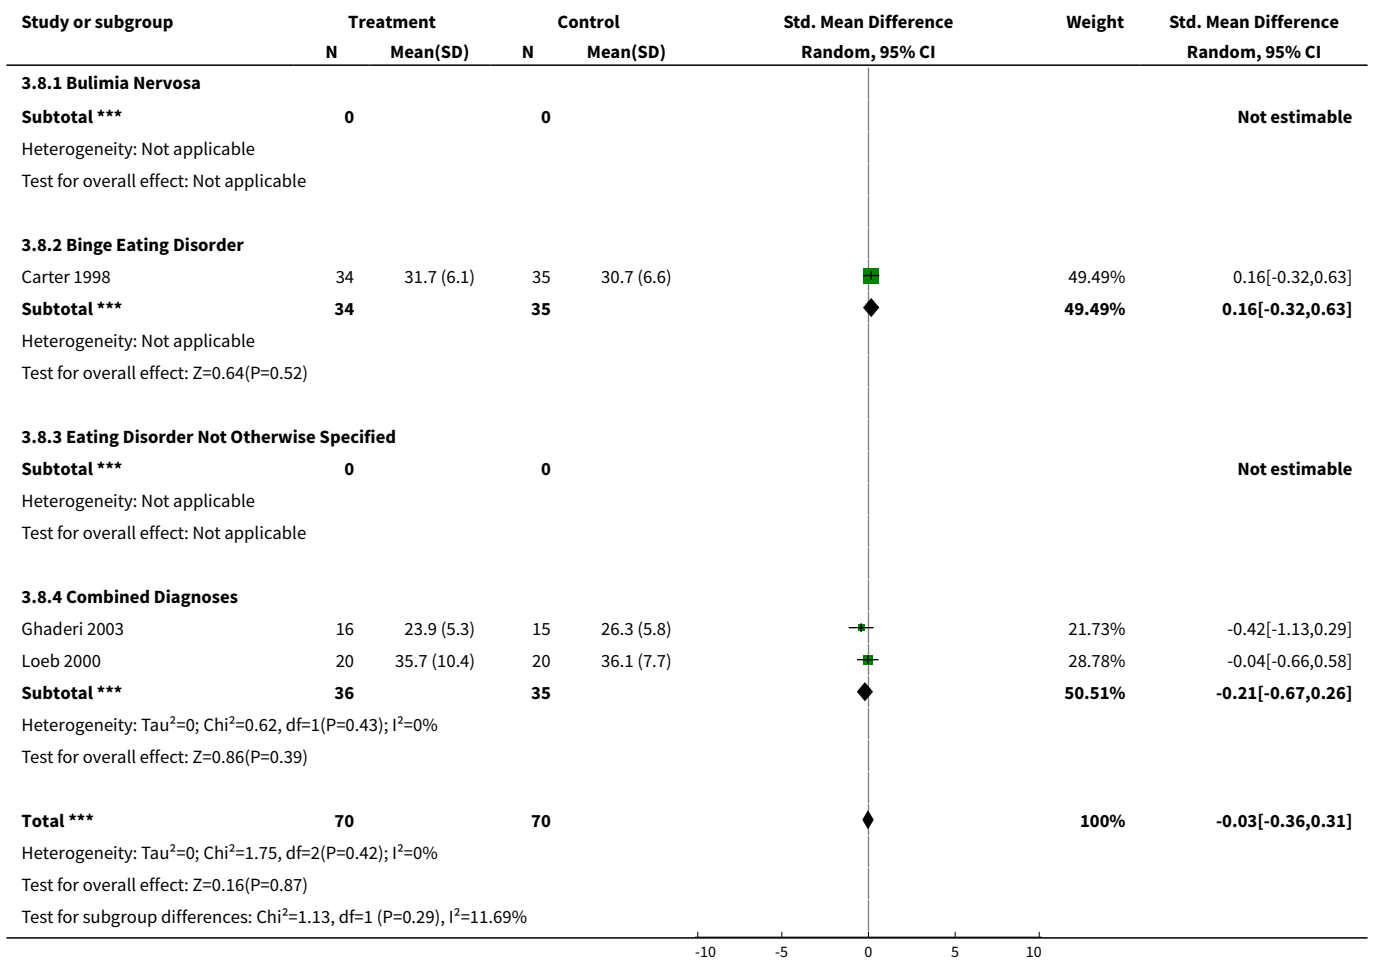 Study or subgroup Treatment Control Std. Mean Difference Weight Std. Mean Difference
N Mean(SD) N Mean(SD) Random, 95% CI Random, 95% CI
3.8.1 Bulimia Nervosa
Subtotal *** 0 0 Not estimable
Heterogeneity: Not applicable
Test for overall effect: Not applicable
3.8.2 Binge Eating Disorder
Carter 1998 34 31.7 (6.1) 35 30.7 (6.6) 49.49% 0.16[-0.32,0.63]
Subtotal *** 34 35 49.49% 0.16[-0.32,0.63]
Heterogeneity: Not applicable
Test for overall effect: Z=0.64(P=0.52)
3.8.3 Eating Disorder Not Otherwise Specified
Subtotal *** 0 0 Not estimable
Heterogeneity: Not applicable
Test for overall effect: Not applicable
3.8.4 Combined Diagnoses
Ghaderi 2003 16 23.9 (5.3) 15 26.3 (5.8) 21.73% -0.42[-1.13,0.29]
Loeb 2000 20 35.7 (10.4) 20 36.1 (7.7) 28.78% -0.04[-0.66,0.58]
Subtotal *** 36 35 50.51% -0.21[-0.67,0.26]
Heterogeneity: Tau²=0; Chi²=0.62, df=1(P=0.43); I²=0%
Test for overall effect: Z=0.86(P=0.39)
Total *** 70 70 100% -0.03[-0.36,0.31]
Heterogeneity: Tau²=0; Chi²=1.75, df=2(P=0.42); I²=0%
Test for overall effect: Z=0.16(P=0.87)
Test for subgroup differences: Chi²=1.13, df=1 (P=0.29), I²=11.69%
-10 -5 0 5 10